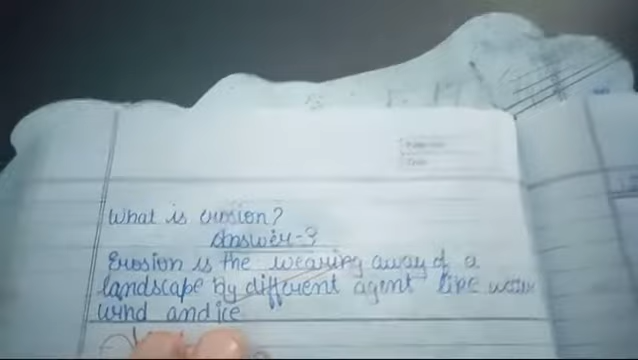 What is erosion?
Answer-3
Erosion is the wearing away of a
landscape by different agent like water
wind and ice